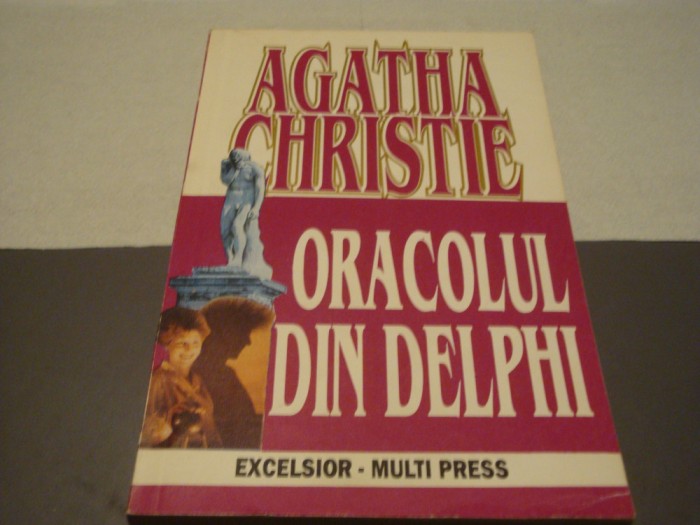 AGATHA
CHRISTIE
ORACOLUL
DIN DELPHI
EXCELSIOR - MULTI PRESS